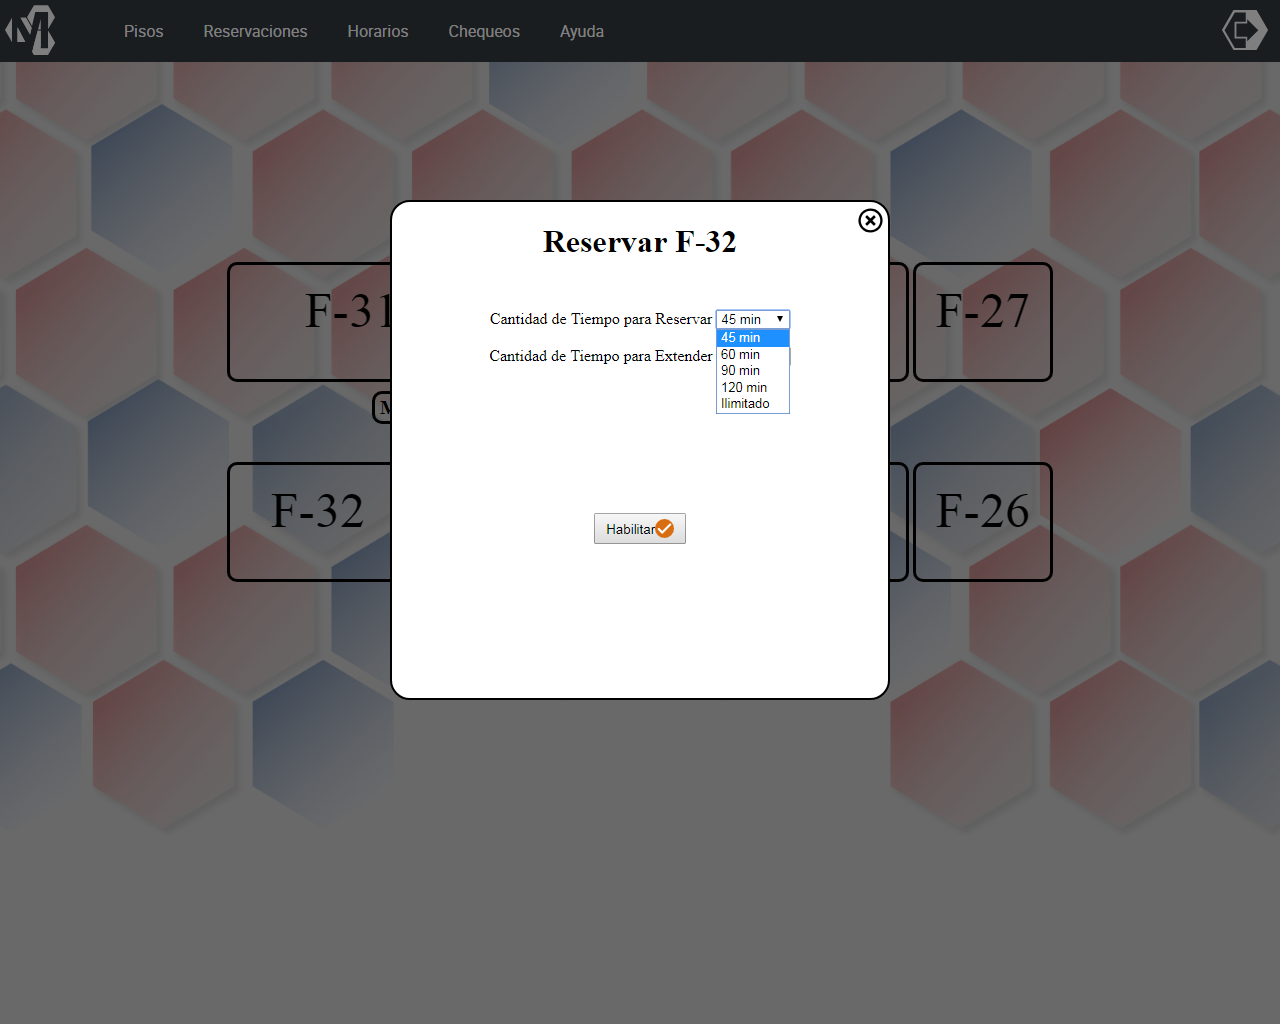 Pisos Reservaciones Horarios Chequeos Ayuda
Reservar F-32
F-31 F-27
Cantidad de Tiempo para Reservar 45 min
45 min
Cantidad de Tiempo para Extender 60 min
90 min
120 min
Ilimitado
M
F-32 F-26
Habilitar